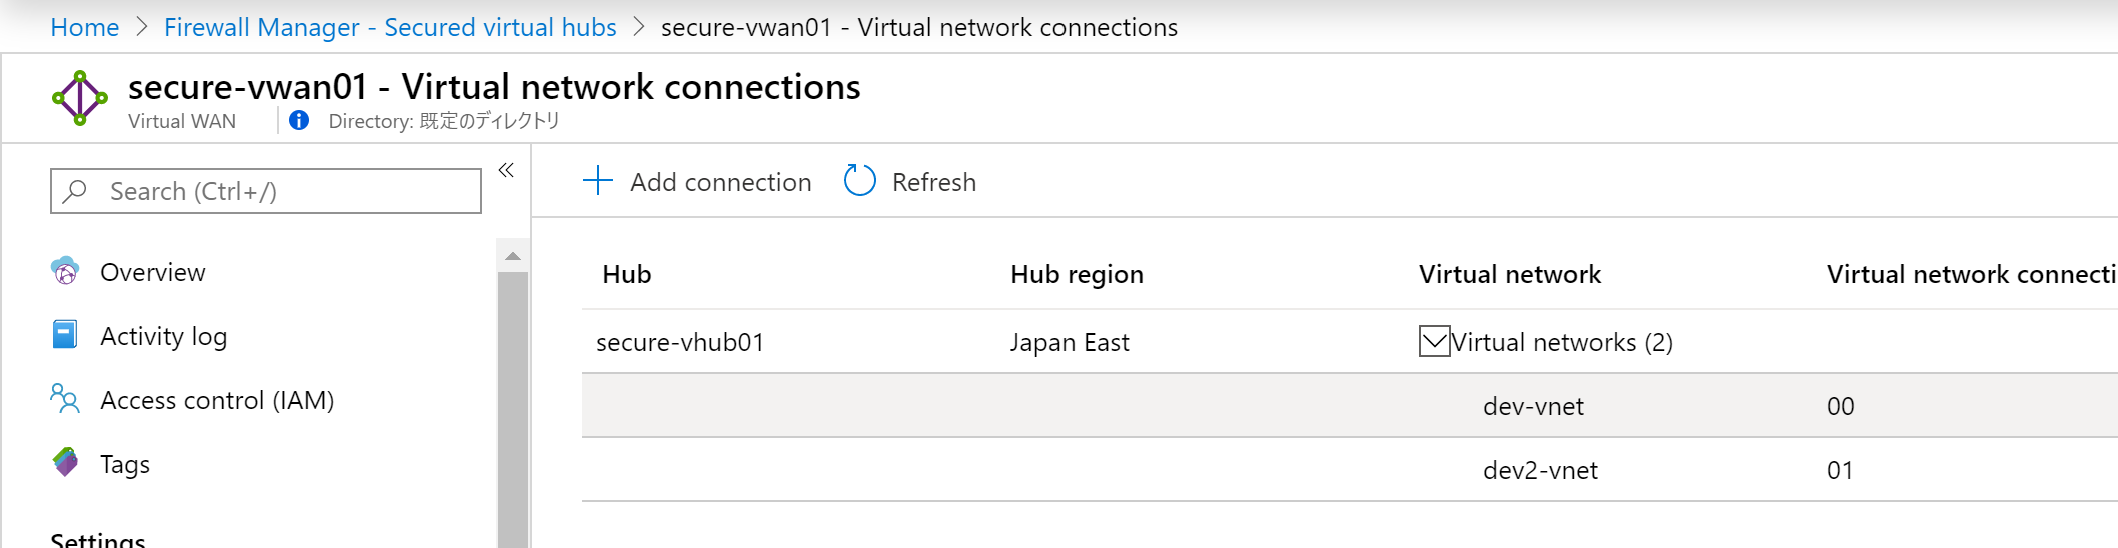 Home > Firewall Manager - Secured virtual hubs > secure-vwan01 - Virtual network connections
secure-vwan01 - Virtual network connections
Virtual WAN
Directory: 既定のディレクトリ
Search (Ctrl+/)
«
Overview
Activity log
Access control (IAM)
Tags
Settings
Add connection Refresh
Hub Hub region Virtual network Virtual network connecti
secure-vhub01 Japan East Virtual networks (2)
dev-vnet 00
dev2-vnet 01